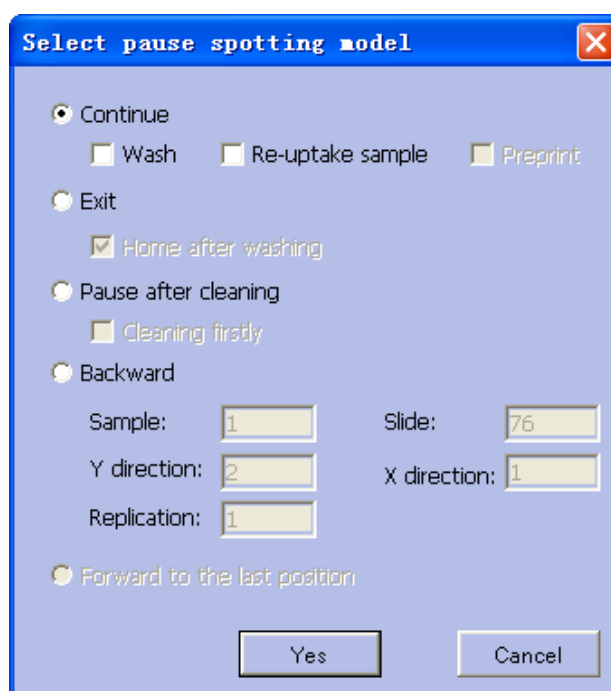 Select pause spotting model
Continue
Wash Re-uptake sample Preprint
Exit
Home after washing
Pause after cleaning
Cleaning firstly
Backward
Sample: 1 Slide: 76
Y direction: 2 X direction: 1
Replication: 1
Forward to the last position
Yes Cancel